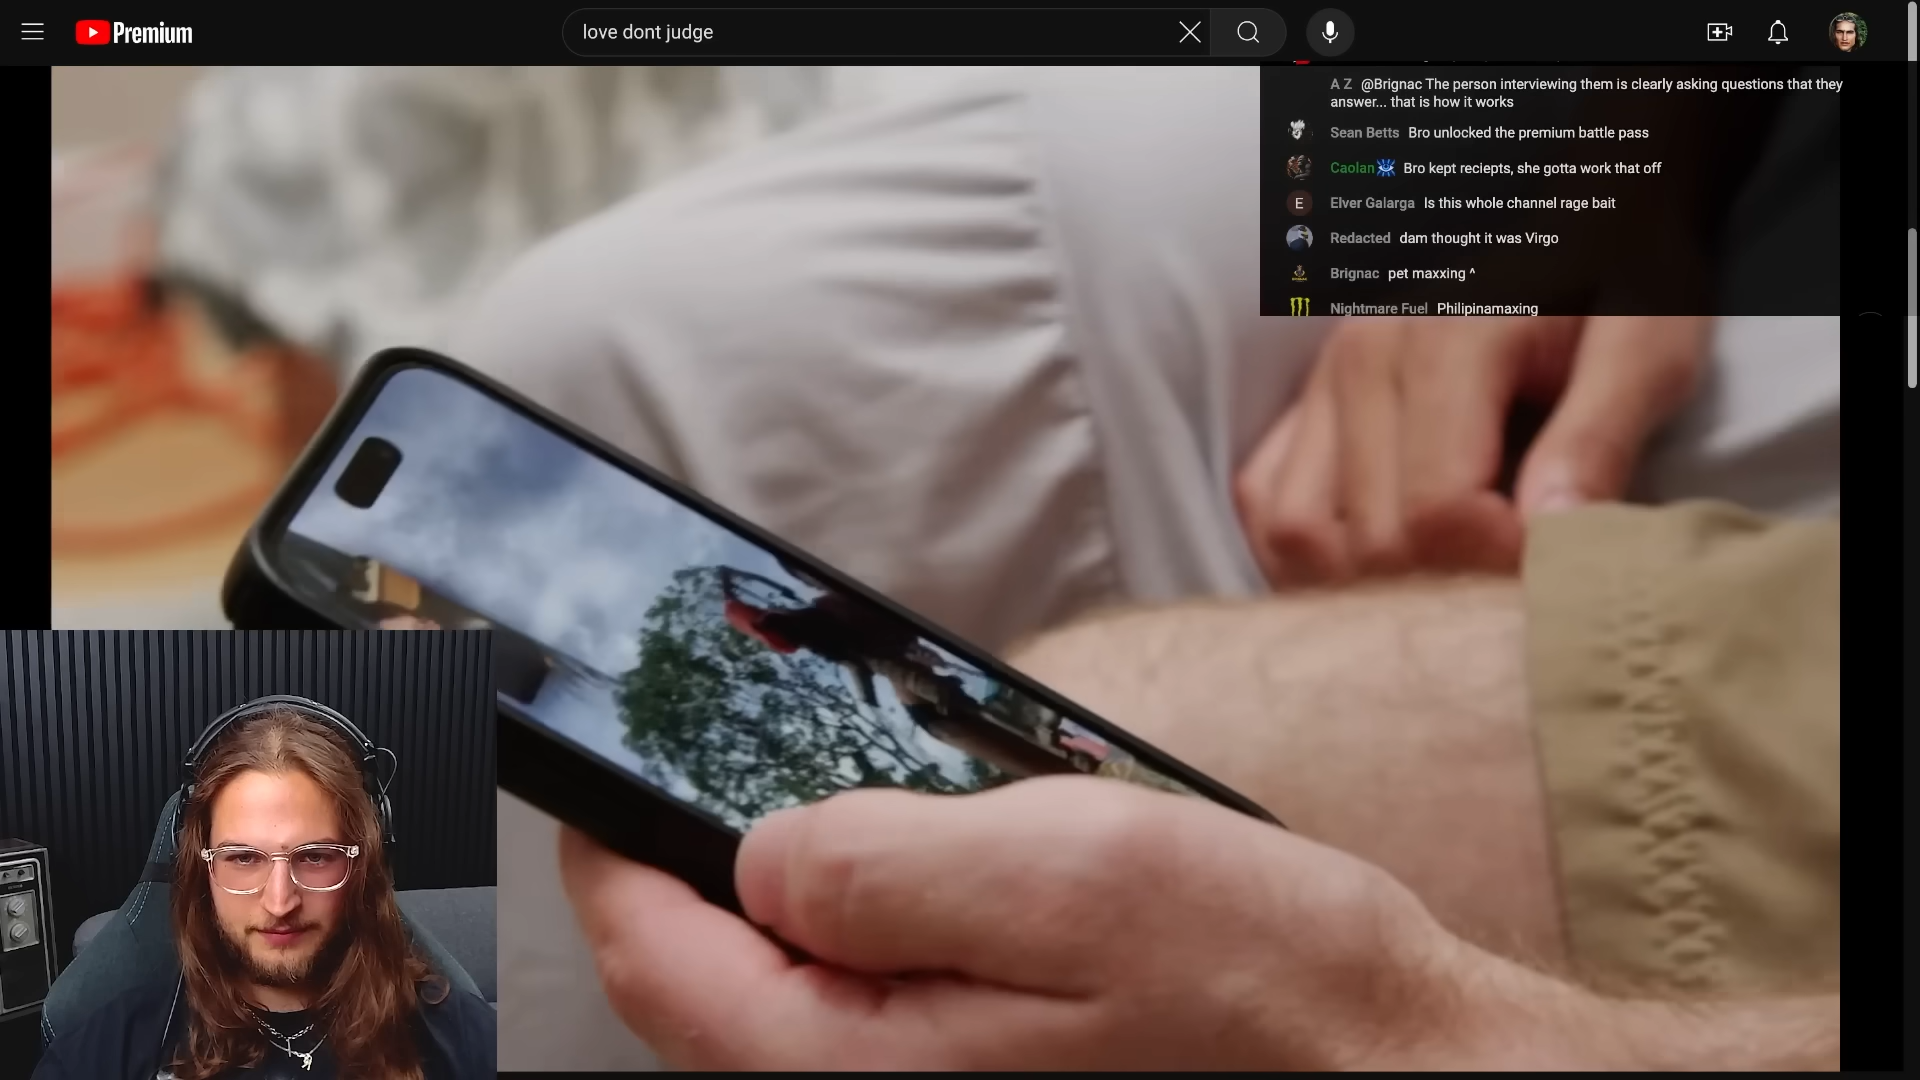 Premium
love dont judge
A Z @Brignac The person interviewing them is clearly asking questions that they
answer... that is how it works
Sean Betts Bro unlocked the premium battle pass
Caolan Bro kept reciepts, she gotta work that off
E
Elver Galarga Is this whole channel rage bait
Redacted dam thought it was Virgo
Brignac pet maxxing ^
Nightmare Fuel Philipinamaxing